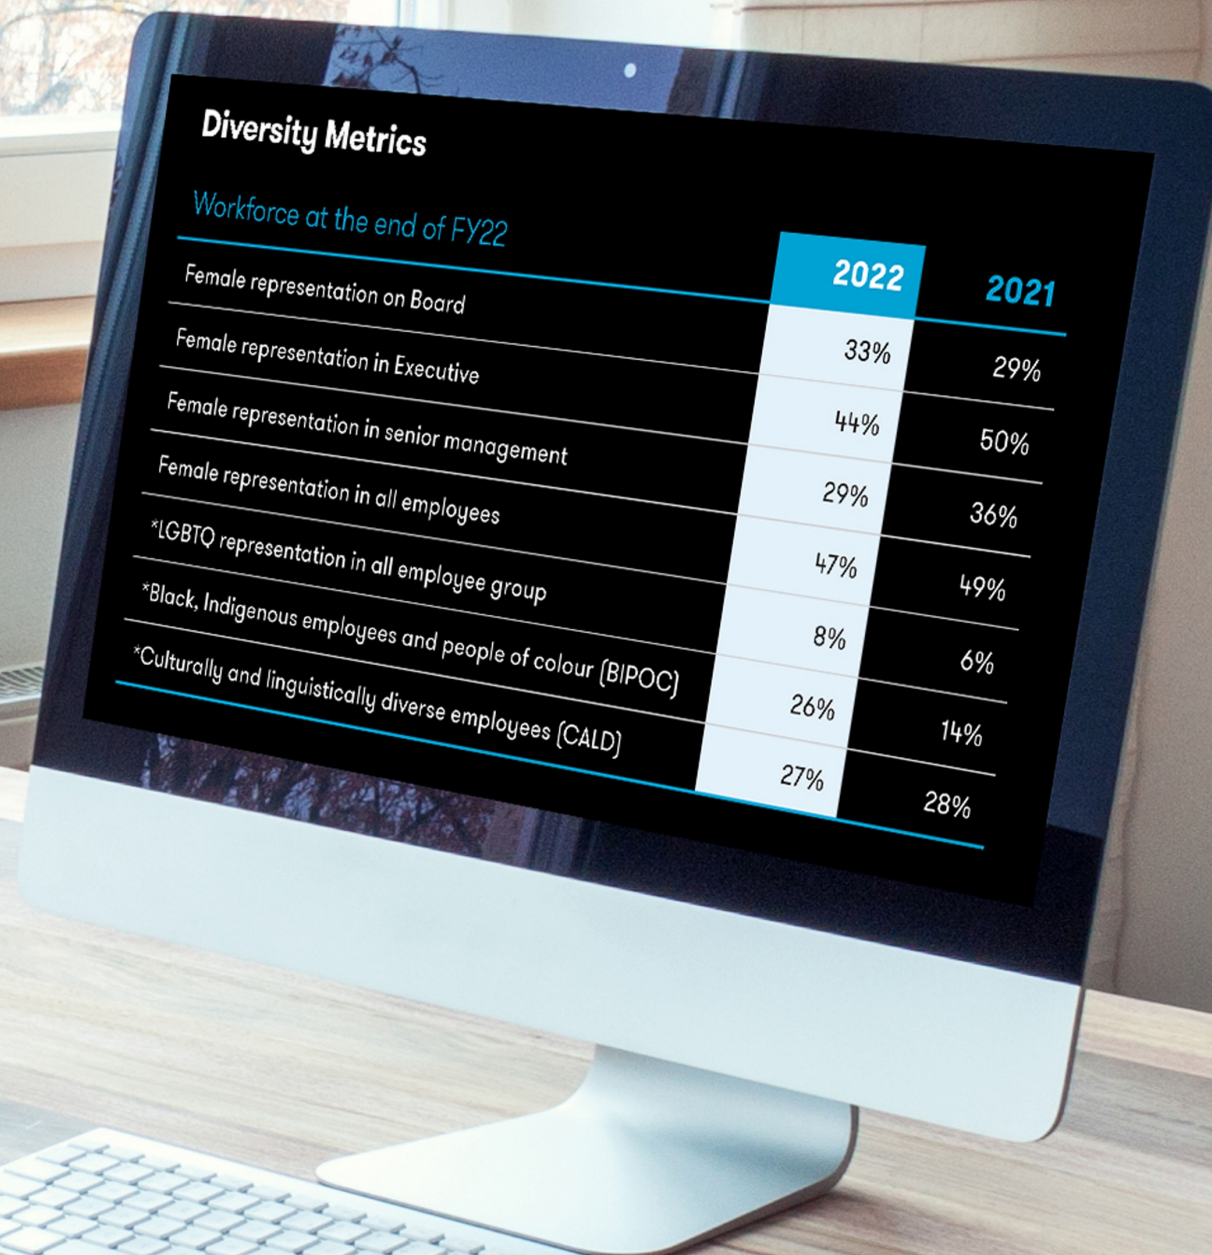 Diversity Metrics
Workforce at the end of FY22 2022 2021
Female representation on Board 33% 29%
Female representation in Executive 44% 50%
Female representation in senior management 29% 36%
Female representation in all employees 47% 49%
*LGBTQ representation in all employee group 8% 6%
*Black, Indigenous employees and people of colour (BIPOC) 26% 14%
*Culturally and linguistically diverse employees (CALD) 27% 28%